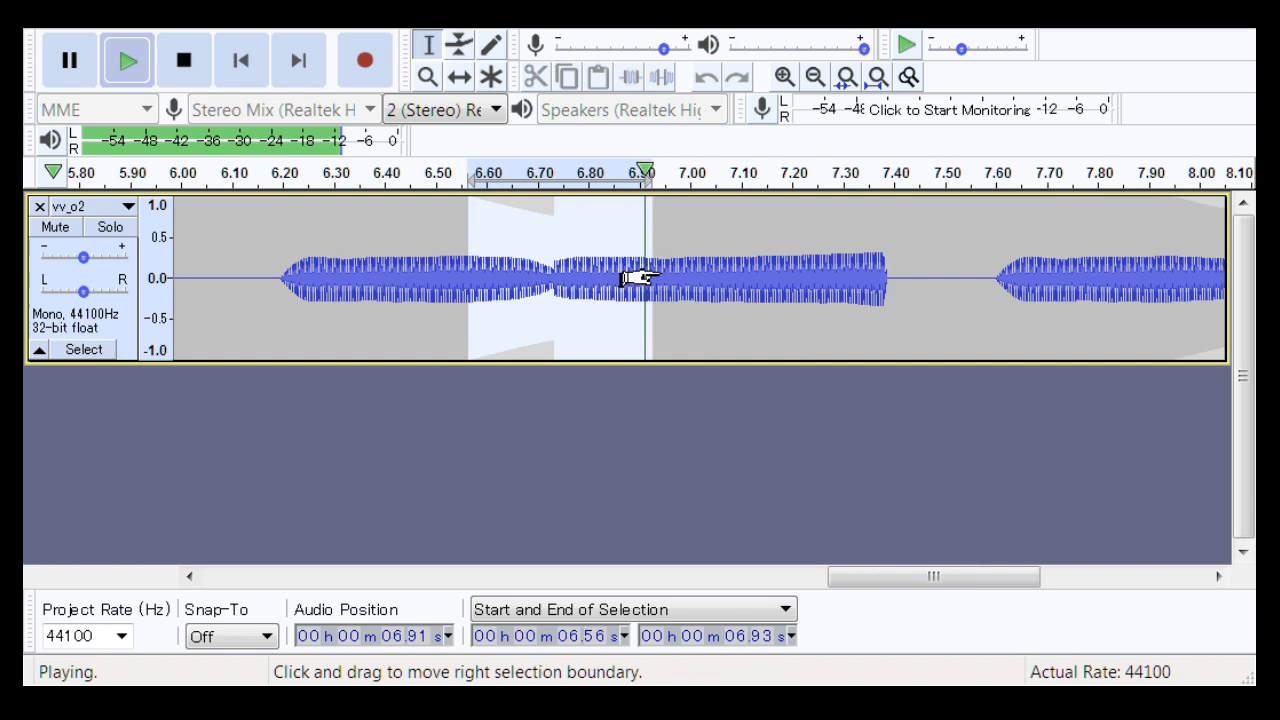 MME Stereo Mix (Realtek H 2 (Stereo) Re Speakers (Realtek Hig L R -54 -48 Click to Start Monitoring -12 -6 0
L R -54 -48 -42 -36 -30 -24 -18 -12 -6 0
5.80 5.90 6.00 6.10 6.20 6.30 6.40 6.50 6.60 6.70 6.80 6.90 7.00 7.10 7.20 7.30 7.40 7.50 7.60 7.70 7.80 7.90 8.00 8.10
vv_o2 1.0
Mute Solo
- + 0.5-
L R 0.0-
Mono, 44100Hz -0.5-
32-bit float
Select -1.0
Project Rate (Hz) Snap-To Audio Position Start and End of Selection
44100 Off 00 h 00 m 06.91 s 00 h 00 m 06.56 s 00 h 00 m 06.93 s
Playing. Click and drag to move right selection boundary. Actual Rate: 44100